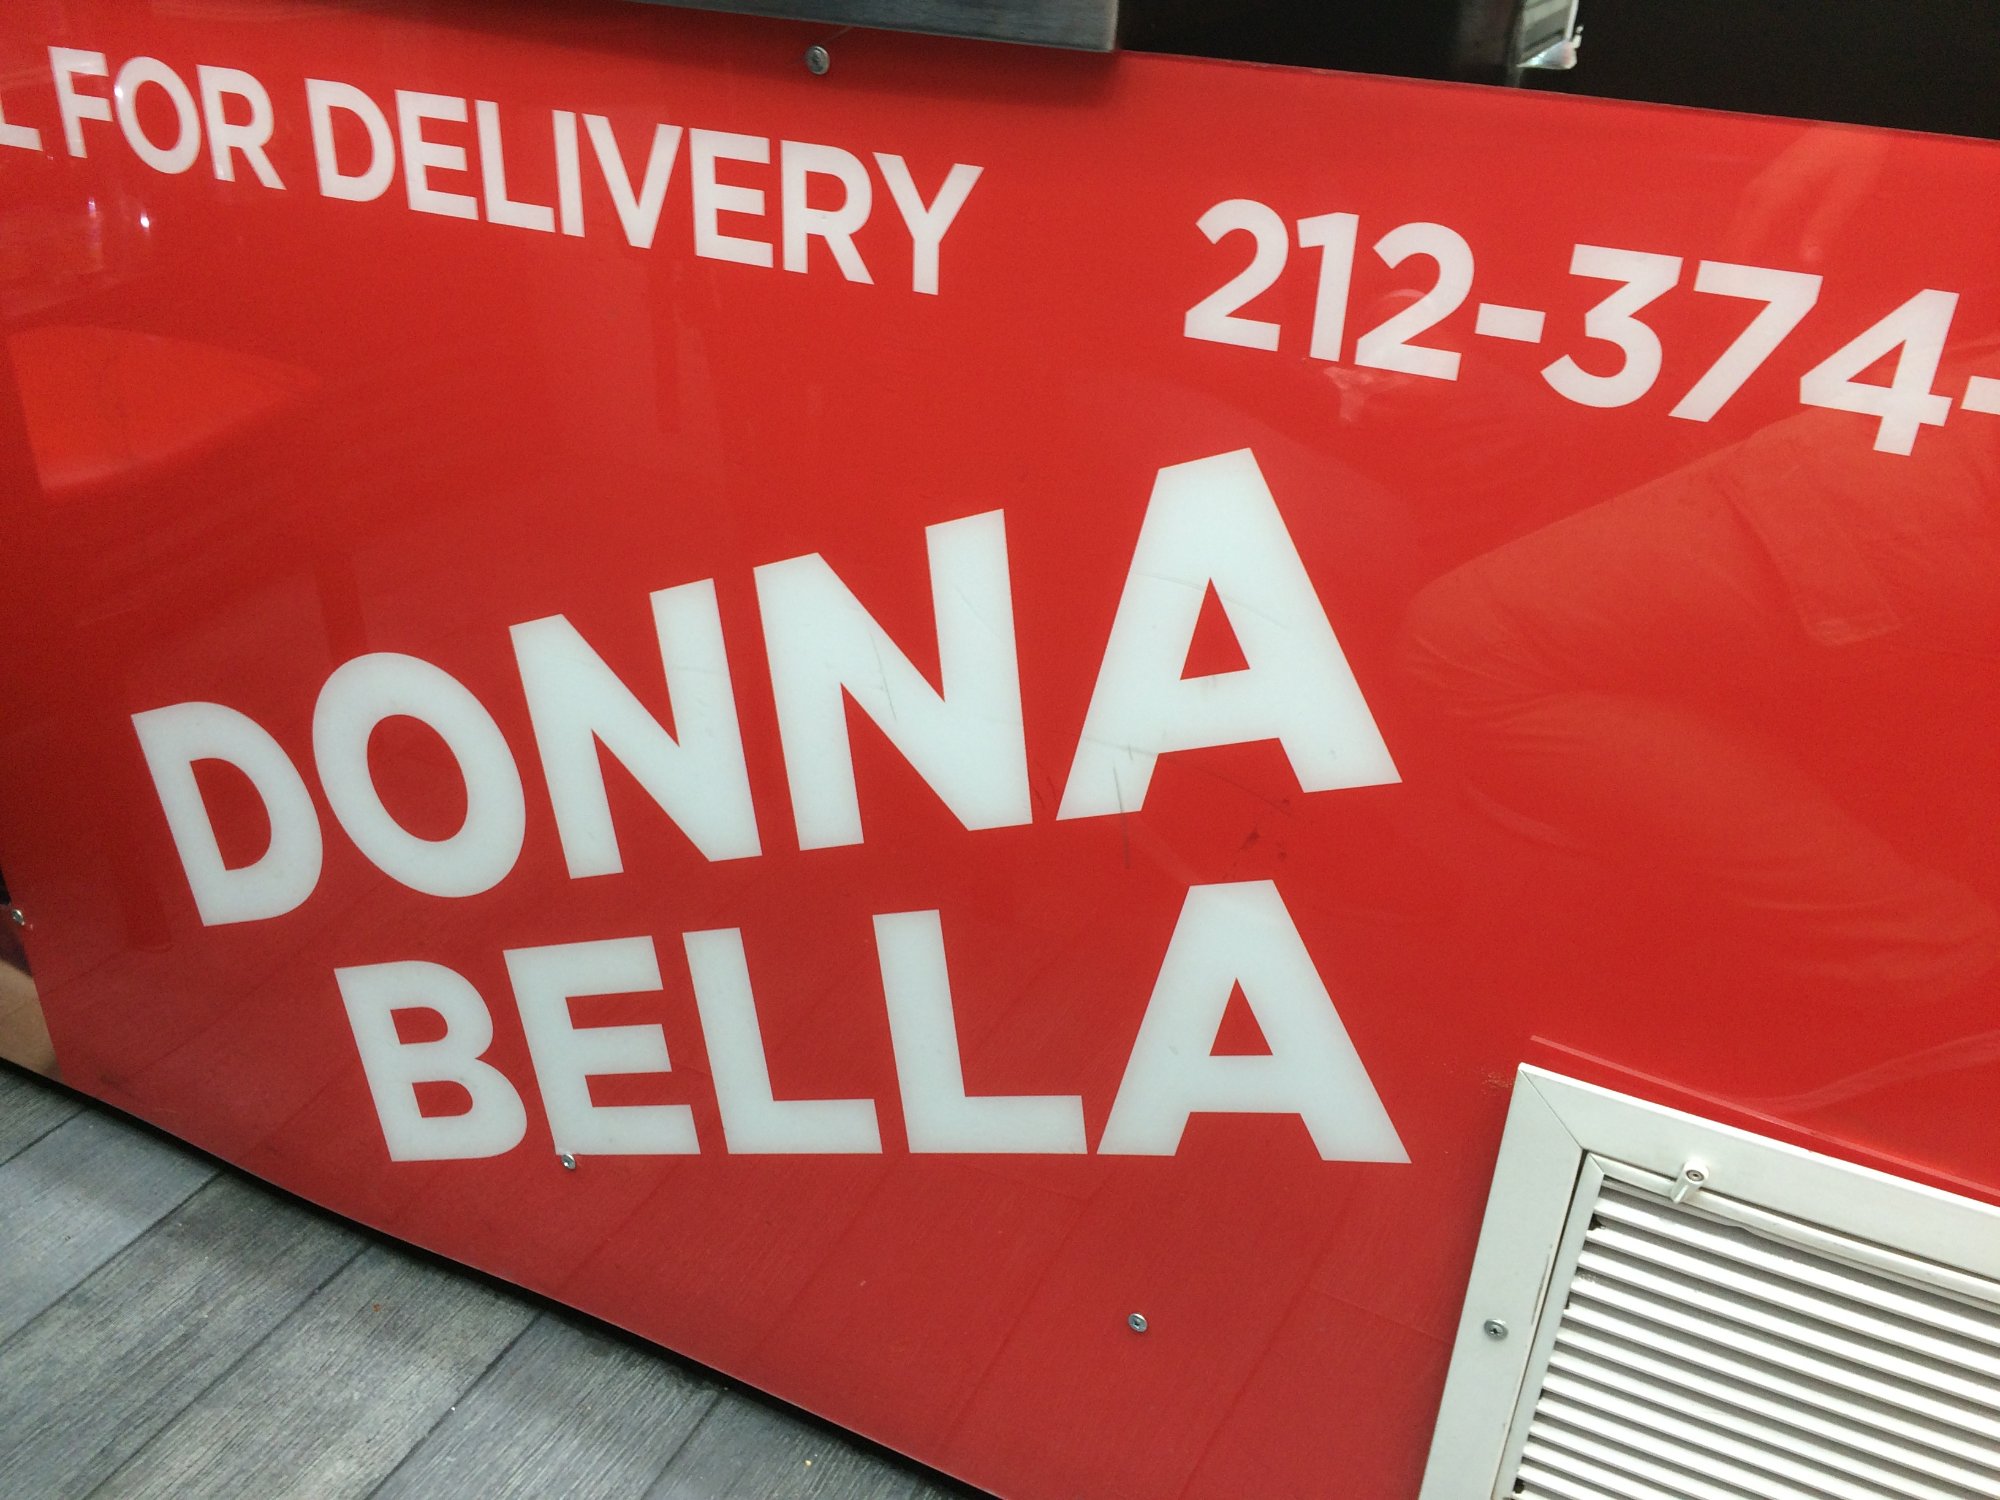 FOR DELIVERY 212-374-
DONNA
BELLA